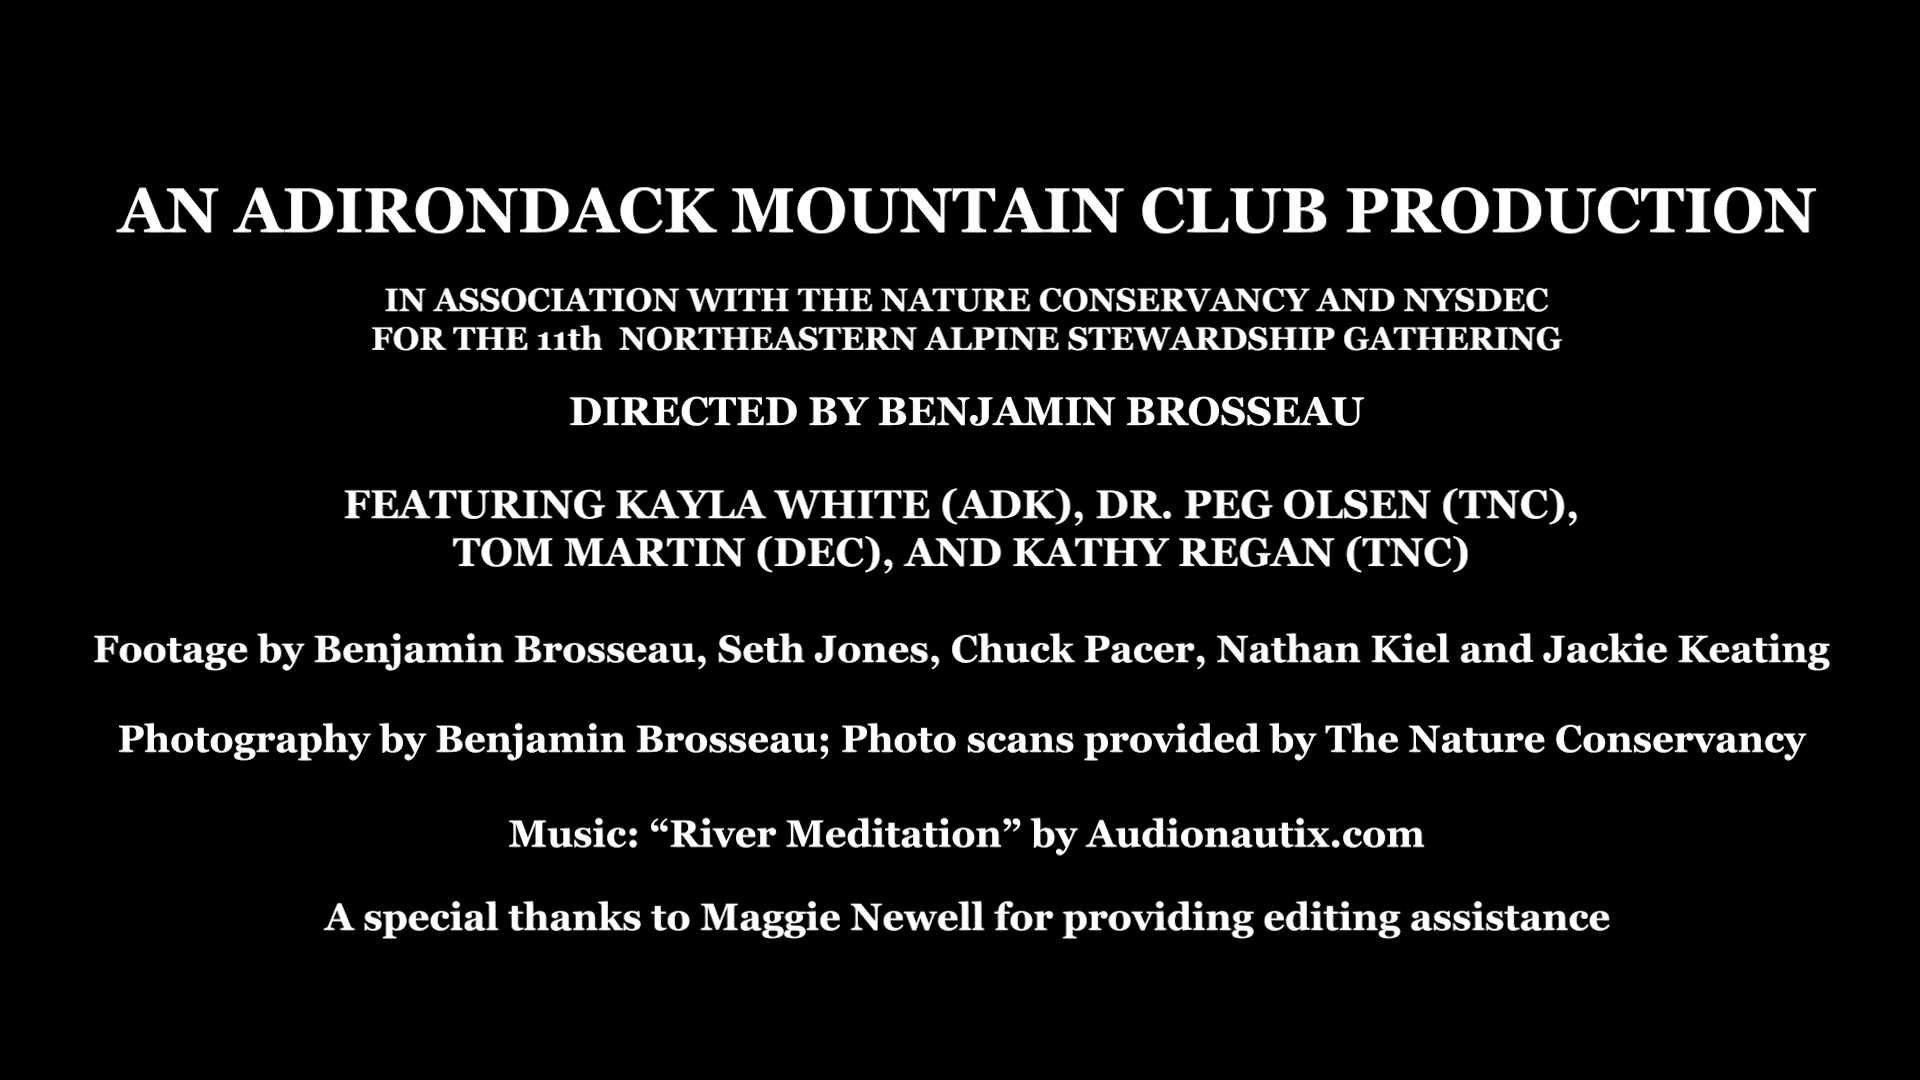 AN ADIRONDACK MOUNTAIN CLUB PRODUCTION
IN ASSOCIATION WITH THE NATURE CONSERVANCY AND NYSDEC
FOR THE 11th NORTHEASTERN ALPINE STEWARDSHIP GATHERING
DIRECTED BY BENJAMIN BROSSEAU
FEATURING KAYLA WHITE (ADK), DR. PEG OLSEN (TNC),
TOM MARTIN (DEC), AND KATHY REGAN (TNC)
Footage by Benjamin Brosseau, Seth Jones, Chuck Pacer, Nathan Kiel and Jackie Keating
Photography by Benjamin Brosseau; Photo scans provided by The Nature Conservancy
Music: “River Meditation” by Audionautix.com
A special thanks to Maggie Newell for providing editing assistance